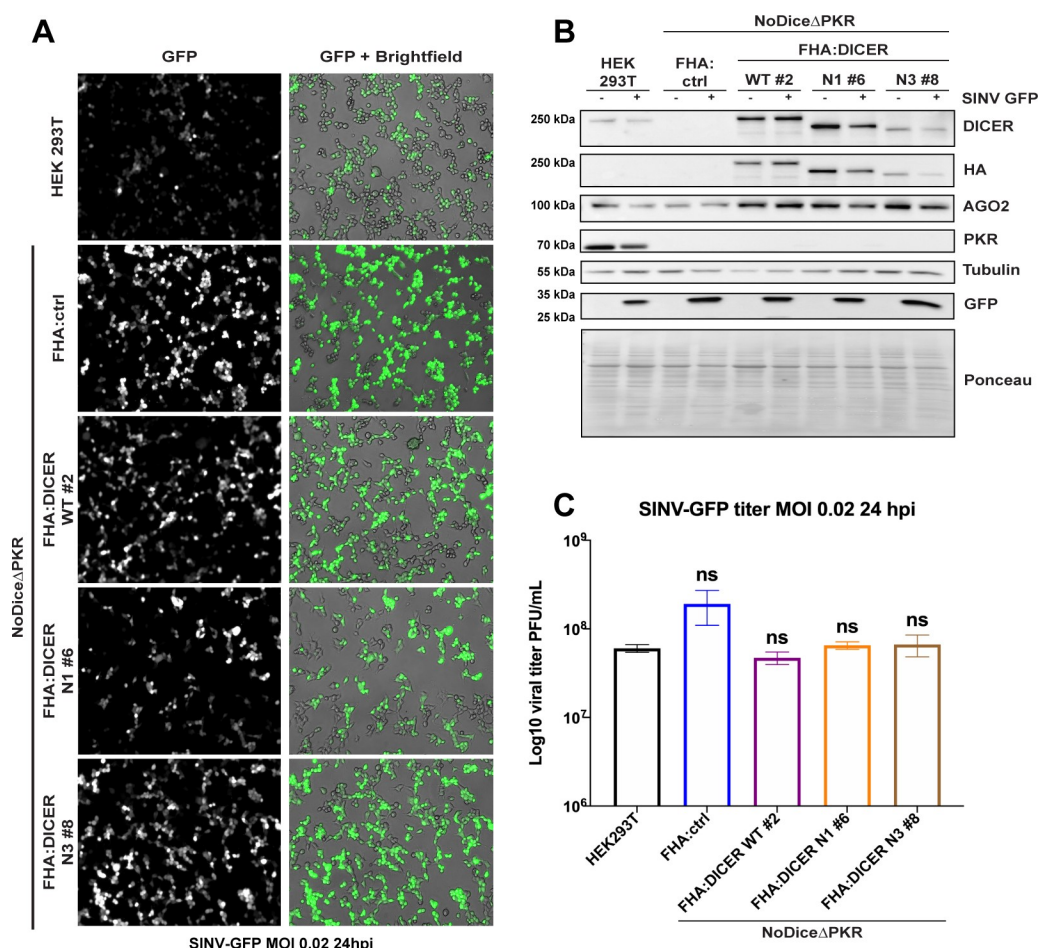 A
GFP
GFP + Brightfield
HEK 293T
FHA:ctrl
FHA:DICER
WT #2
FHA:DICER
N1 #6
FHA:DICER
N3 #8
NoDiceΔPKR
SINV-GFP MOI 0.02 24hpi
B
NoDiceΔPKR
FHA:DICER
HEK
293T
FHA:
ctrl
WT #2
N1 #6
N3 #8
- + - + - + - + - +
SINV GFP
250 kDa
DICER
250 kDa
HA
100 kDa
AGO2
70 kDa
PKR
55 kDa
Tubulin
35 kDa
25 kDa
GFP
Ponceau
C
SINV-GFP titer MOI 0.02 24 hpi
Log10 viral titer PFU/mL
10⁹
10⁸
10⁷
10⁶
ns
ns
ns
ns
HEK293T
FHA:ctrl
FHA:DICER WT #2
FHA:DICER N1 #6
FHA:DICER N3 #8
NoDiceΔPKR